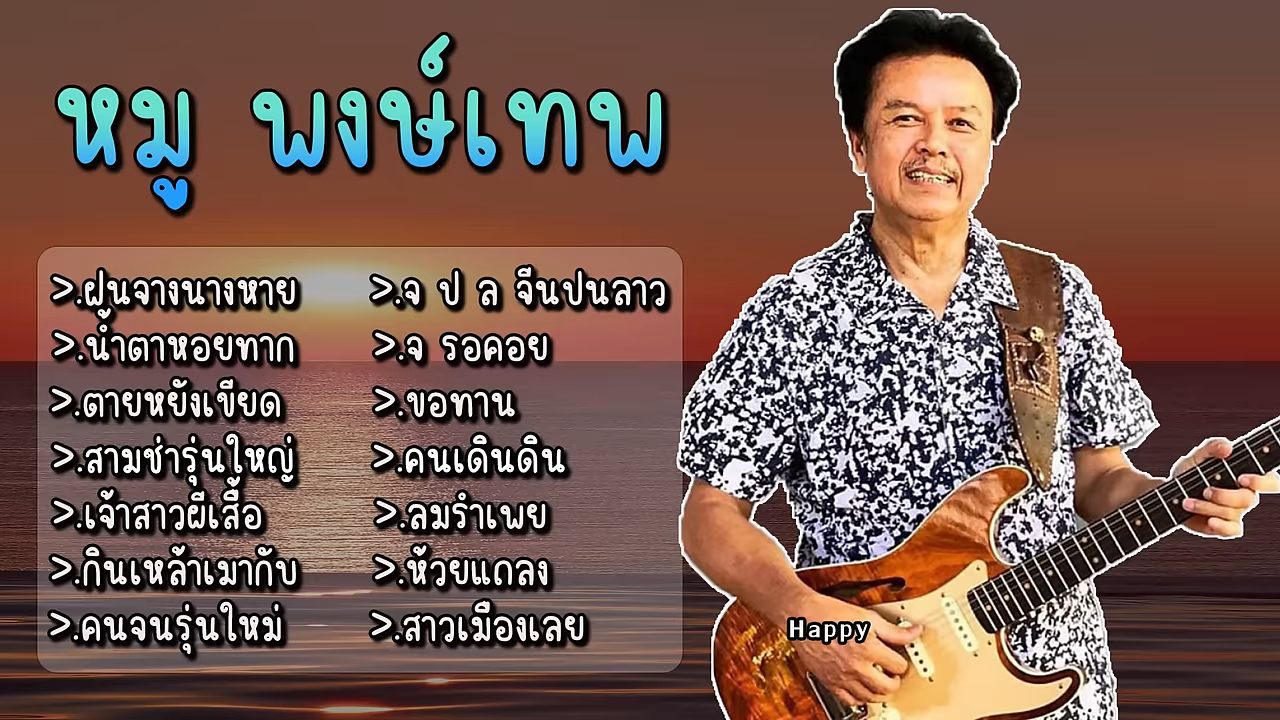 หมู พงษ์เทพ
>.ฝนจางนางหาย
>.น้ำตาหอยทาก
>.ตายหยังเขียด
>.สามช่ารุ่นใหญ่
>.เจ้าสาวผีเสื้อ
>.กินเหล้าเมากับ
>.คนจนรุ่นใหม่
>.จ ป ล จีนปนลาว
>.จ รอคอย
>.ขอทาน
>.คนเดินดิน
>.ลมรำเพย
>.ห้วยแถลง
>.สาวเมืองเลย
Happy